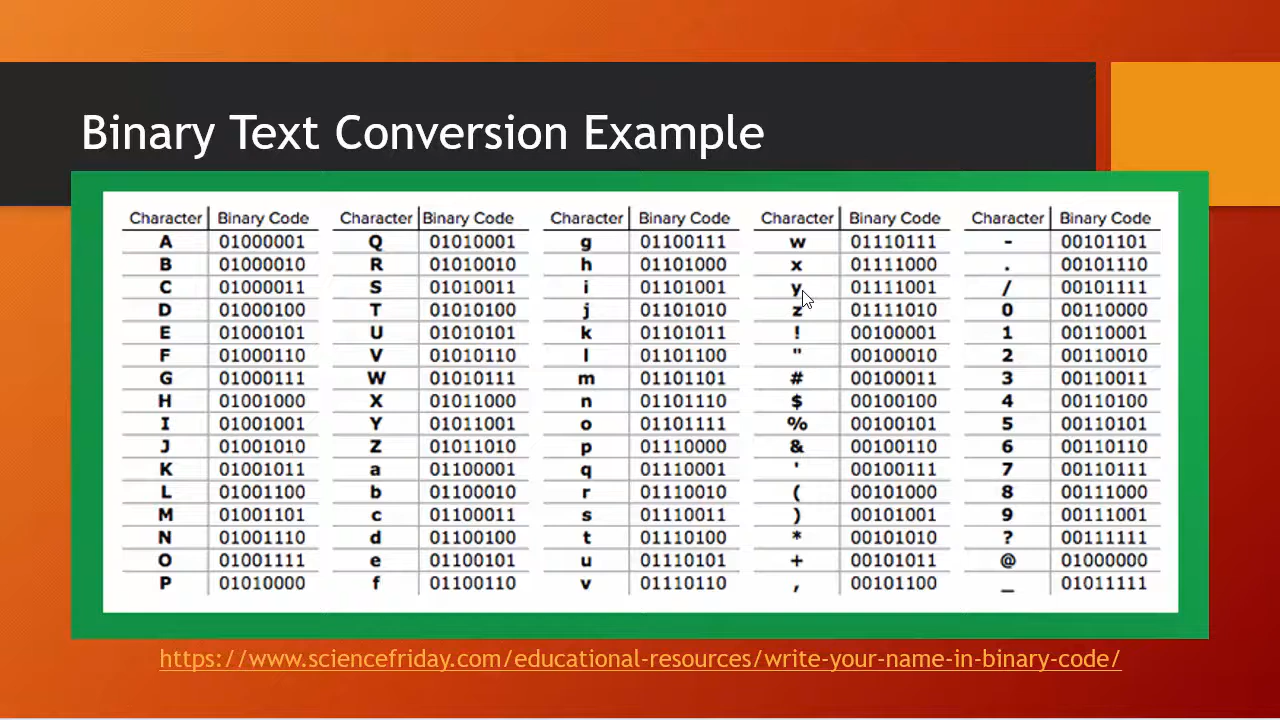 Binary Text Conversion Example
Character Binary Code Character Binary Code Character Binary Code Character Binary Code Character Binary Code
A 01000001 Q 01010001 g 01100111 w 01110111 - 00101101
B 01000010 R 01010010 h 01101000 x 01111000 . 00101110
C 01000011 S 01010011 i 01101001 y 01111001 / 00101111
D 01000100 T 01010100 j 01101010 z 01111010 0 00110000
E 01000101 U 01010101 k 01101011 ! 00100001 1 00110001
F 01000110 V 01010110 l 01101100 " 00100010 2 00110010
G 01000111 W 01010111 m 01101101 # 00100011 3 00110011
H 01001000 X 01011000 n 01101110 $ 00100100 4 00110100
I 01001001 Y 01011001 o 01101111 % 00100101 5 00110101
J 01001010 Z 01011010 p 01110000 & 00100110 6 00110110
K 01001011 a 01100001 q 01110001 ' 00100111 7 00110111
L 01001100 b 01100010 r 01110010 ( 00101000 8 00111000
M 01001101 c 01100011 s 01110011 ) 00101001 9 00111001
N 01001110 d 01100100 t 01110100 * 00101010 ? 00111111
O 01001111 e 01100101 u 01110101 + 00101011 @ 01000000
P 01010000 f 01100110 v 01110110 , 00101100 _ 01011111
https://www.sciencefriday.com/educational-resources/write-your-name-in-binary-code/